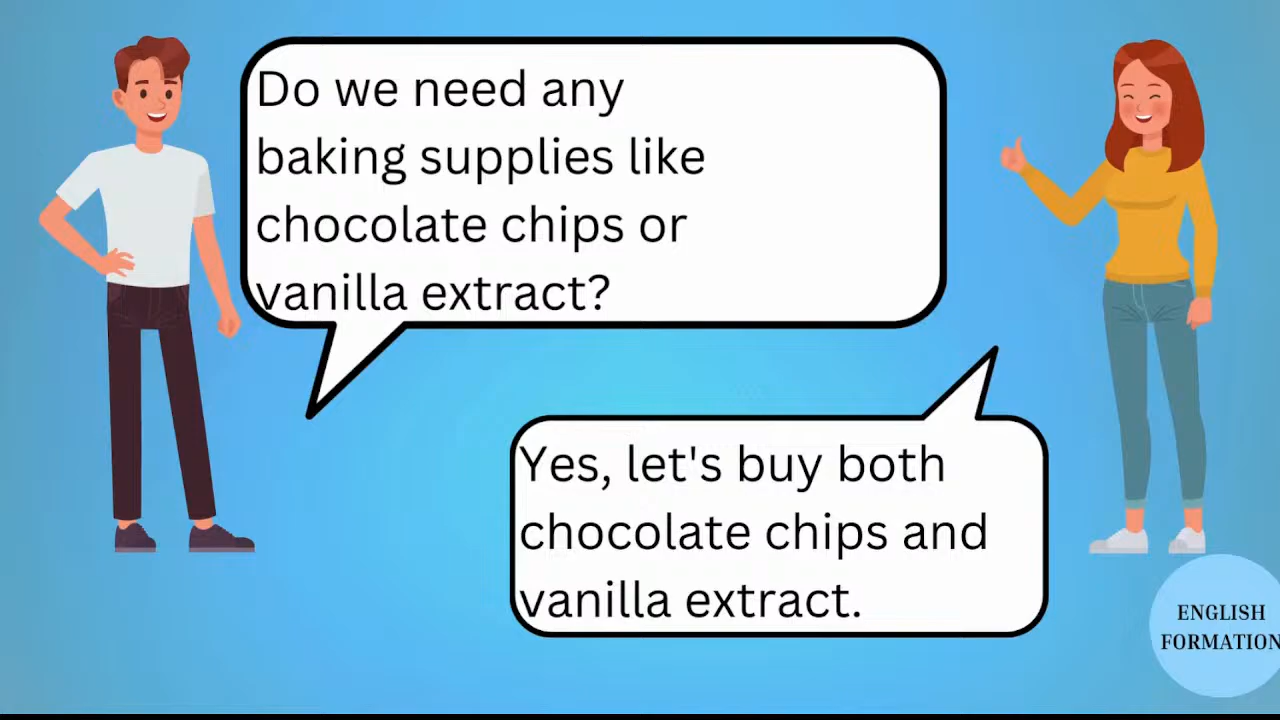 Do we need any
baking supplies like
chocolate chips or
vanilla extract?
Yes, let's buy both
chocolate chips and
vanilla extract.
ENGLISH
FORMATION